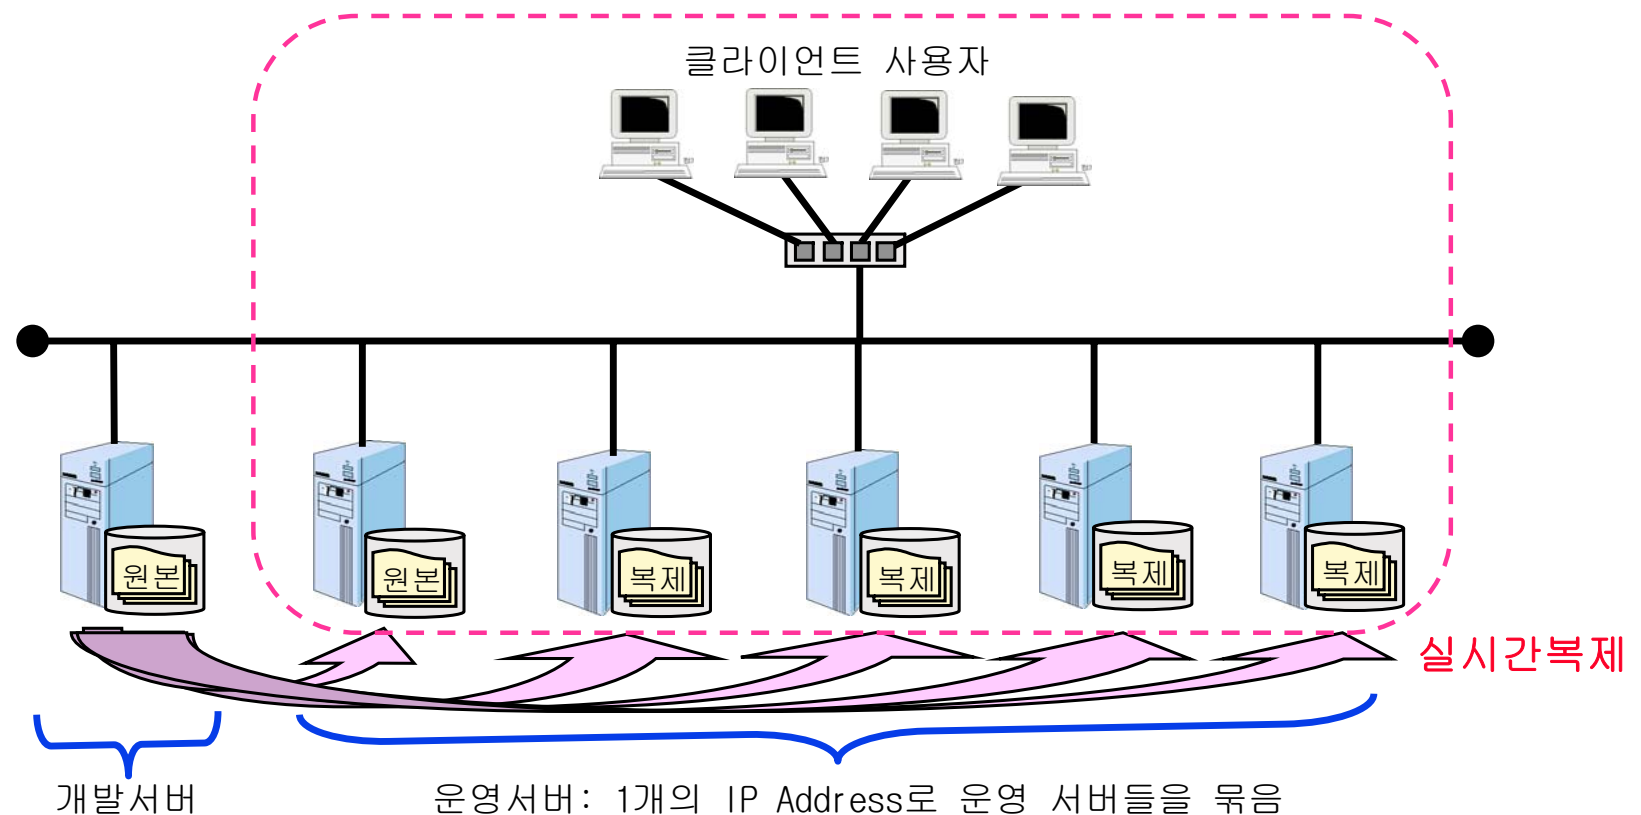 클라이언트 사용자
원본
원본
복제
복제
복제
복제
실시간복제
개발서버
운영서버: 1개의 IP Address로 운영 서버들을 묶음